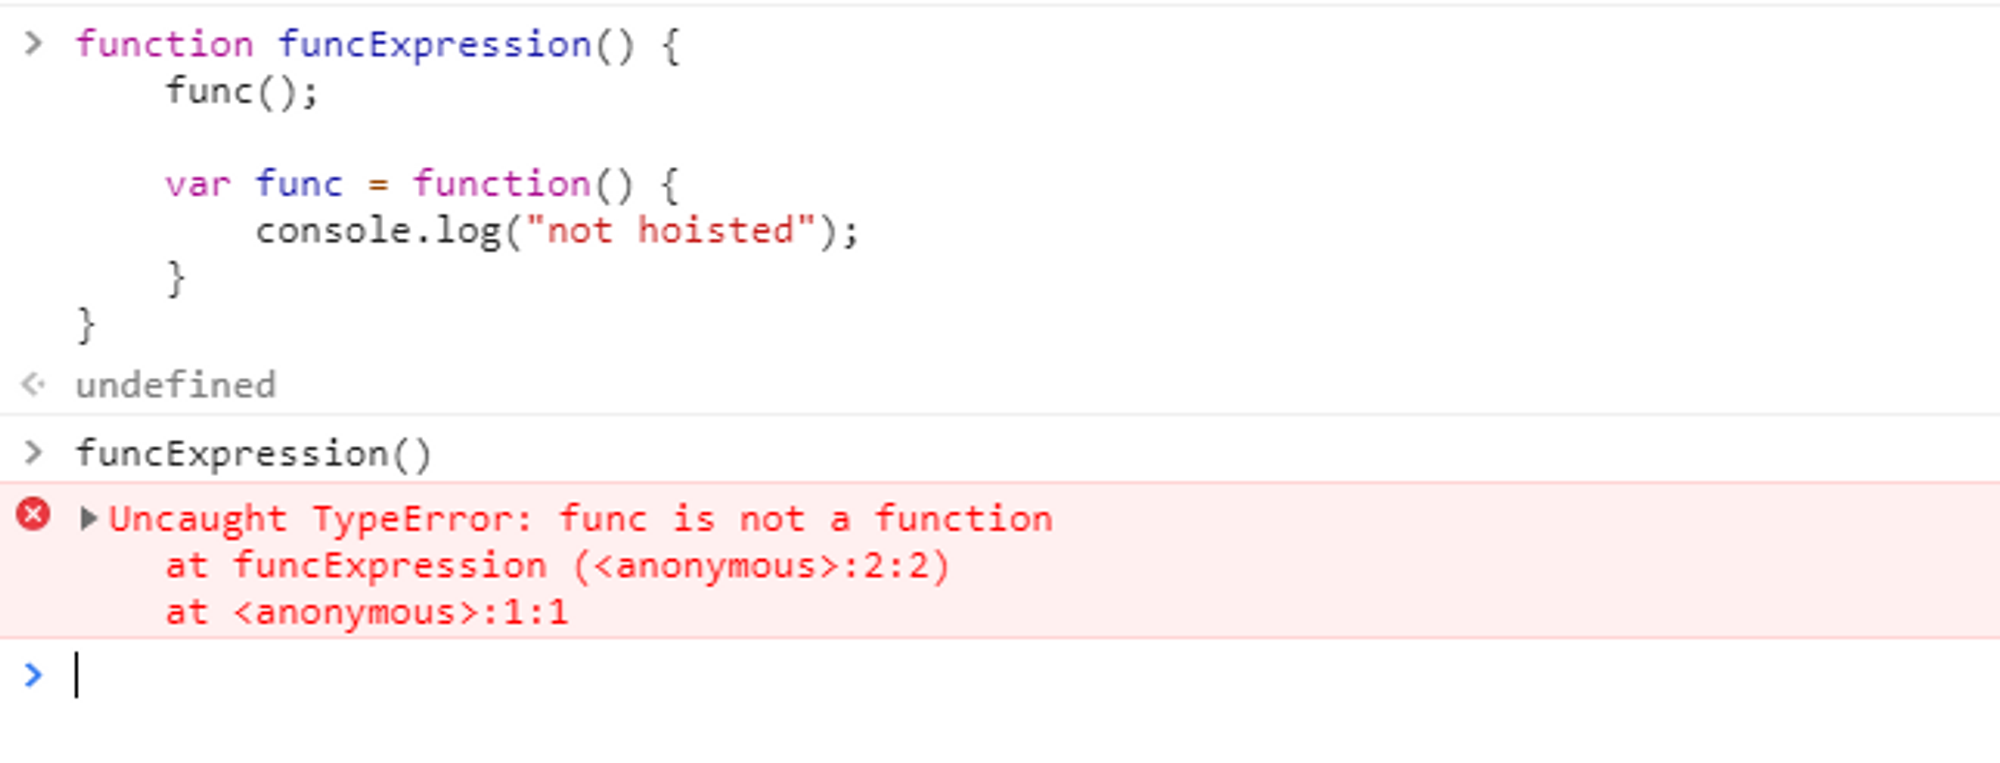 function funcExpression() {
    func();
    var func = function() {
        console.log("not hoisted");
    }
}
undefined
funcExpression()
Uncaught TypeError: func is not a function
    at funcExpression (<anonymous>:2:2)
    at <anonymous>:1:1